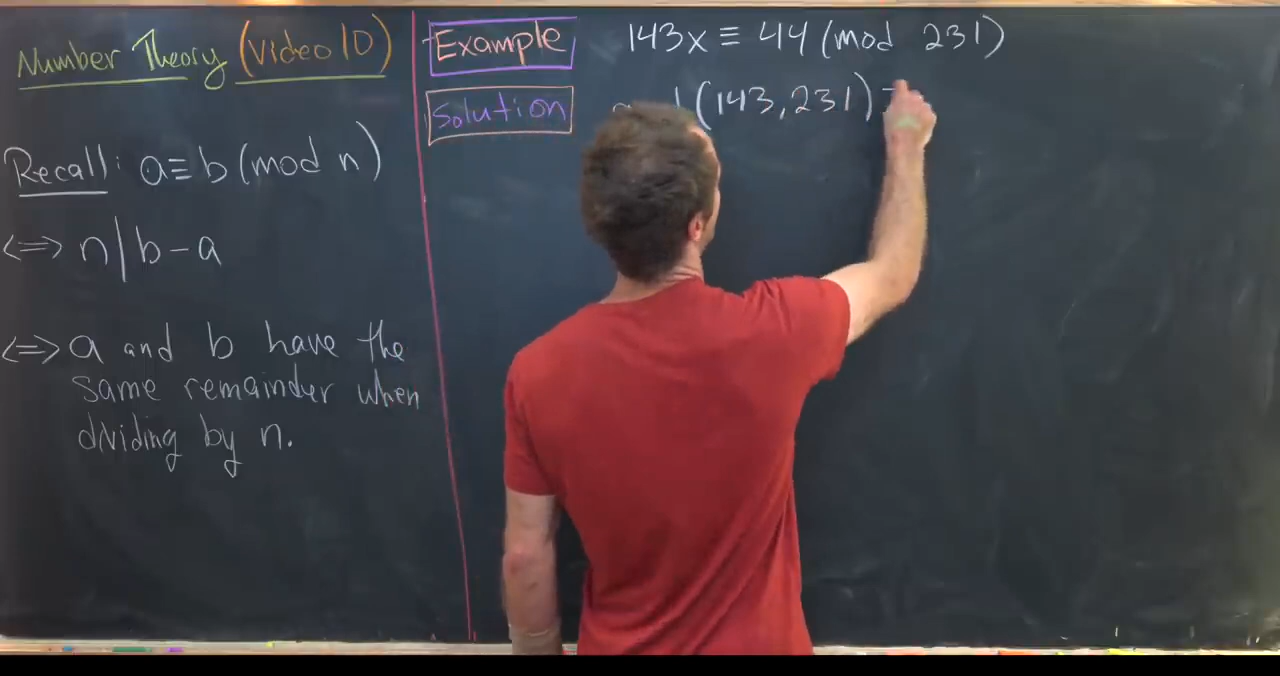 Number Theory (Video 10)
Recall: a ≡ b (mod n)
<=> n | b - a
<=> a and b have the
same remainder when
dividing by n.
Example 143x ≡ 44 (mod 231)
Solution (143, 231)